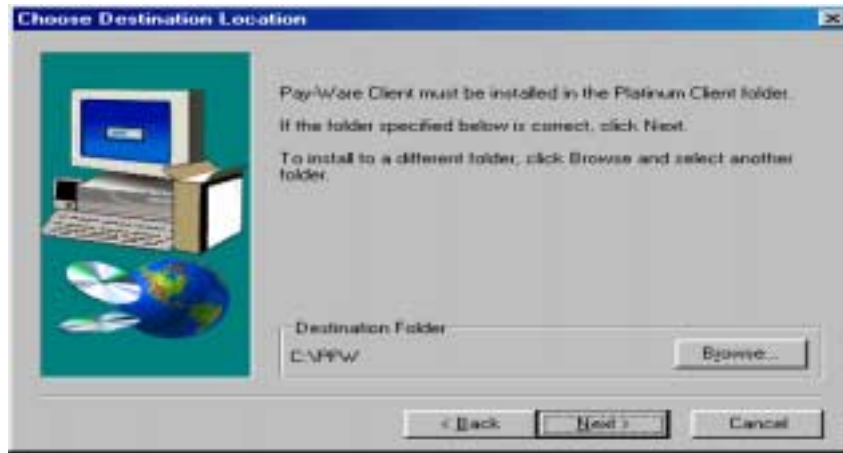 Choose Destination Location
Pay-Ware Client must be installed in the Platinum Client folder.
If the folder specified below is correct, click Next.
To install to a different folder, click Browse and select another
folder.
Destination Folder
C:\PPW
Browse...
< Back
Next >
Cancel